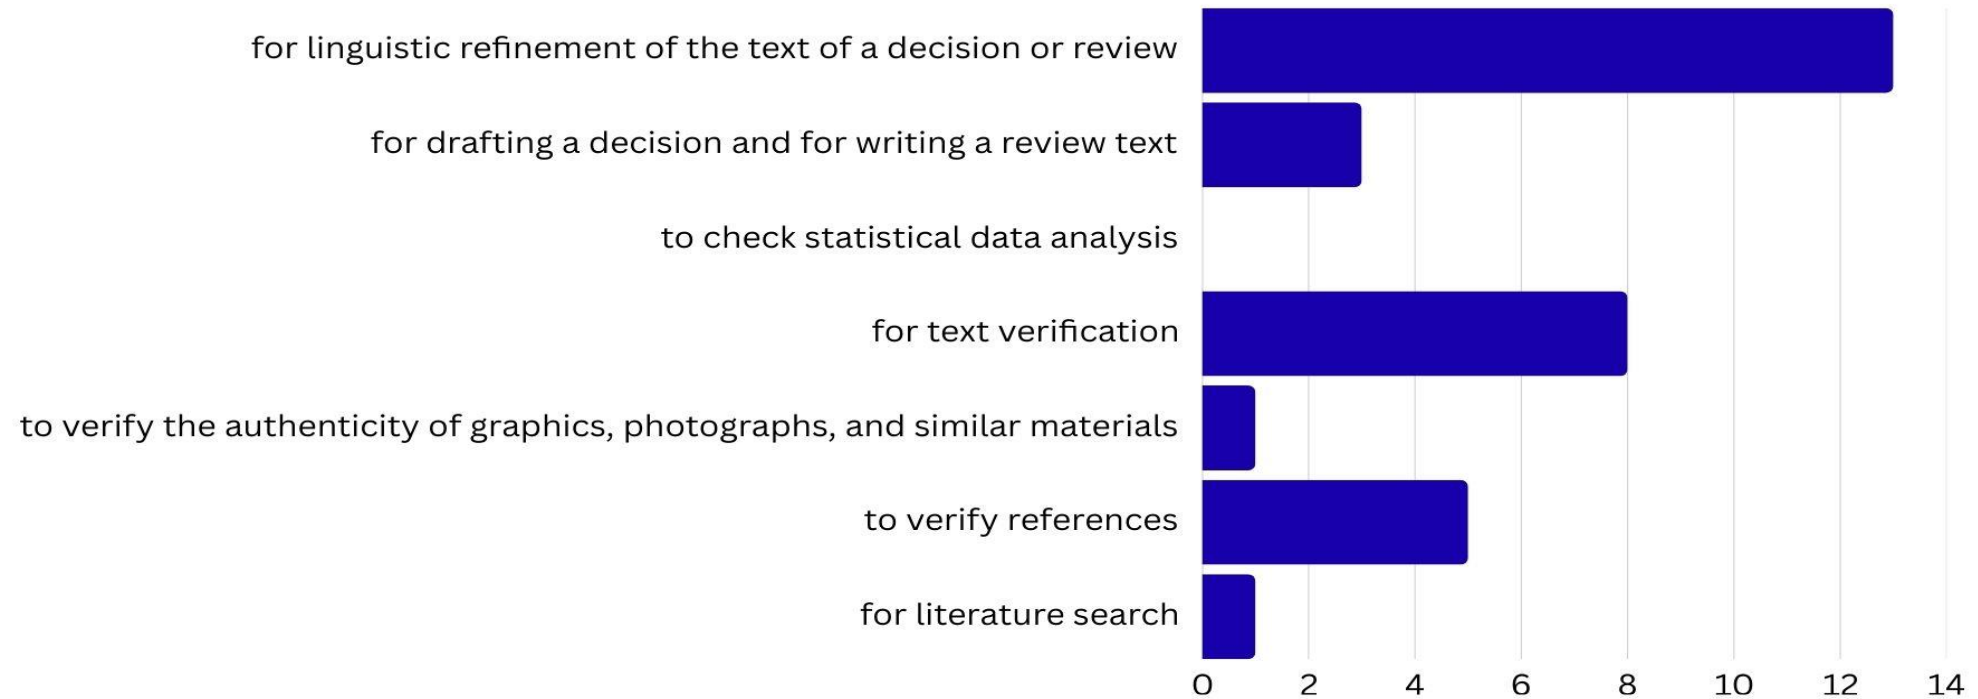 for linguistic refinement of the text of a decision or review
for drafting a decision and for writing a review text
to check statistical data analysis
for text verification
to verify the authenticity of graphics, photographs, and similar materials
to verify references
for literature search
0 2 4 6 8 10 12 14